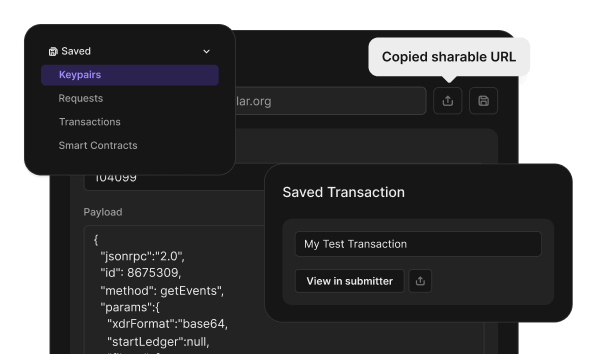 Saved
Keypairs
Requests
Transactions
Smart Contracts
Copied sharable URL
lar.org
104099
Payload
{
"jsonrpc":"2.0",
"id": 8675309,
"method": getEvents",
"params":{
"xdrFormat":"base64,
"startLedger":null,
Saved Transaction
My Test Transaction
View in submitter